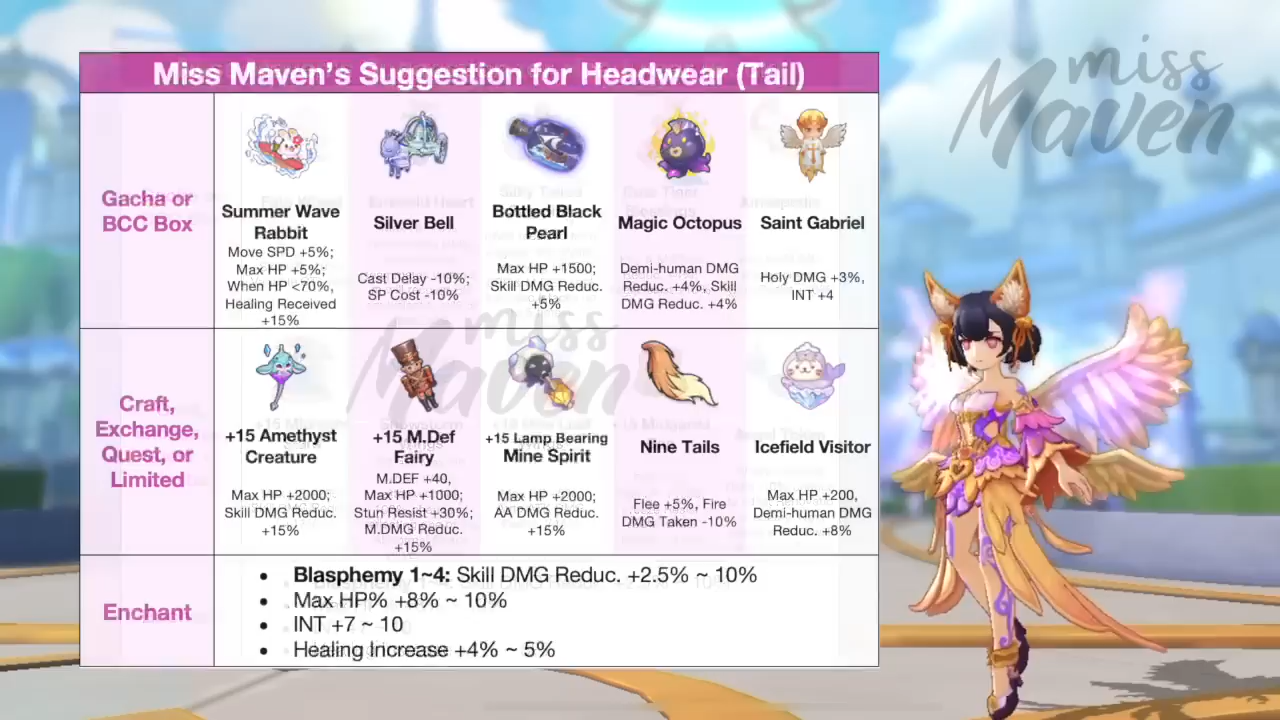 Miss Maven's Suggestion for Headwear (Tail)
miss
Maven
Gacha or
BCC Box
Summer Wave
Rabbit
Move SPD +5%;
Max HP +5%;
When HP <70%,
Healing Received
+15%
Silver Bell
Cast Delay -10%;
SP Cost -10%
Bottled Black
Pearl
Max HP +1500;
Skill DMG Reduc.
+5%
Magic Octopus
Demi-human DMG
Reduc. +4%, Skill
DMG Reduc. +4%
Saint Gabriel
Holy DMG +3%,
INT +4
miss
Maven
Craft,
Exchange,
Quest, or
Limited
+15 Amethyst
Creature
Max HP +2000;
Skill DMG Reduc.
+15%
+15 M.Def
Fairy
M.DEF +40,
Max HP +1000;
Stun Resist +30%;
M.DMG Reduc.
+15%
+15 Lamp Bearing
Mine Spirit
Max HP +2000;
AA DMG Reduc.
+15%
Nine Tails
Flee +5%, Fire
DMG Taken -10%
Icefield Visitor
Max HP +200,
Demi-human DMG
Reduc. +8%
Enchant
• Blasphemy 1~4: Skill DMG Reduc. +2.5% ~ 10%
• Max HP% +8% ~ 10%
• INT +7 ~ 10
• Healing Increase +4% ~ 5%